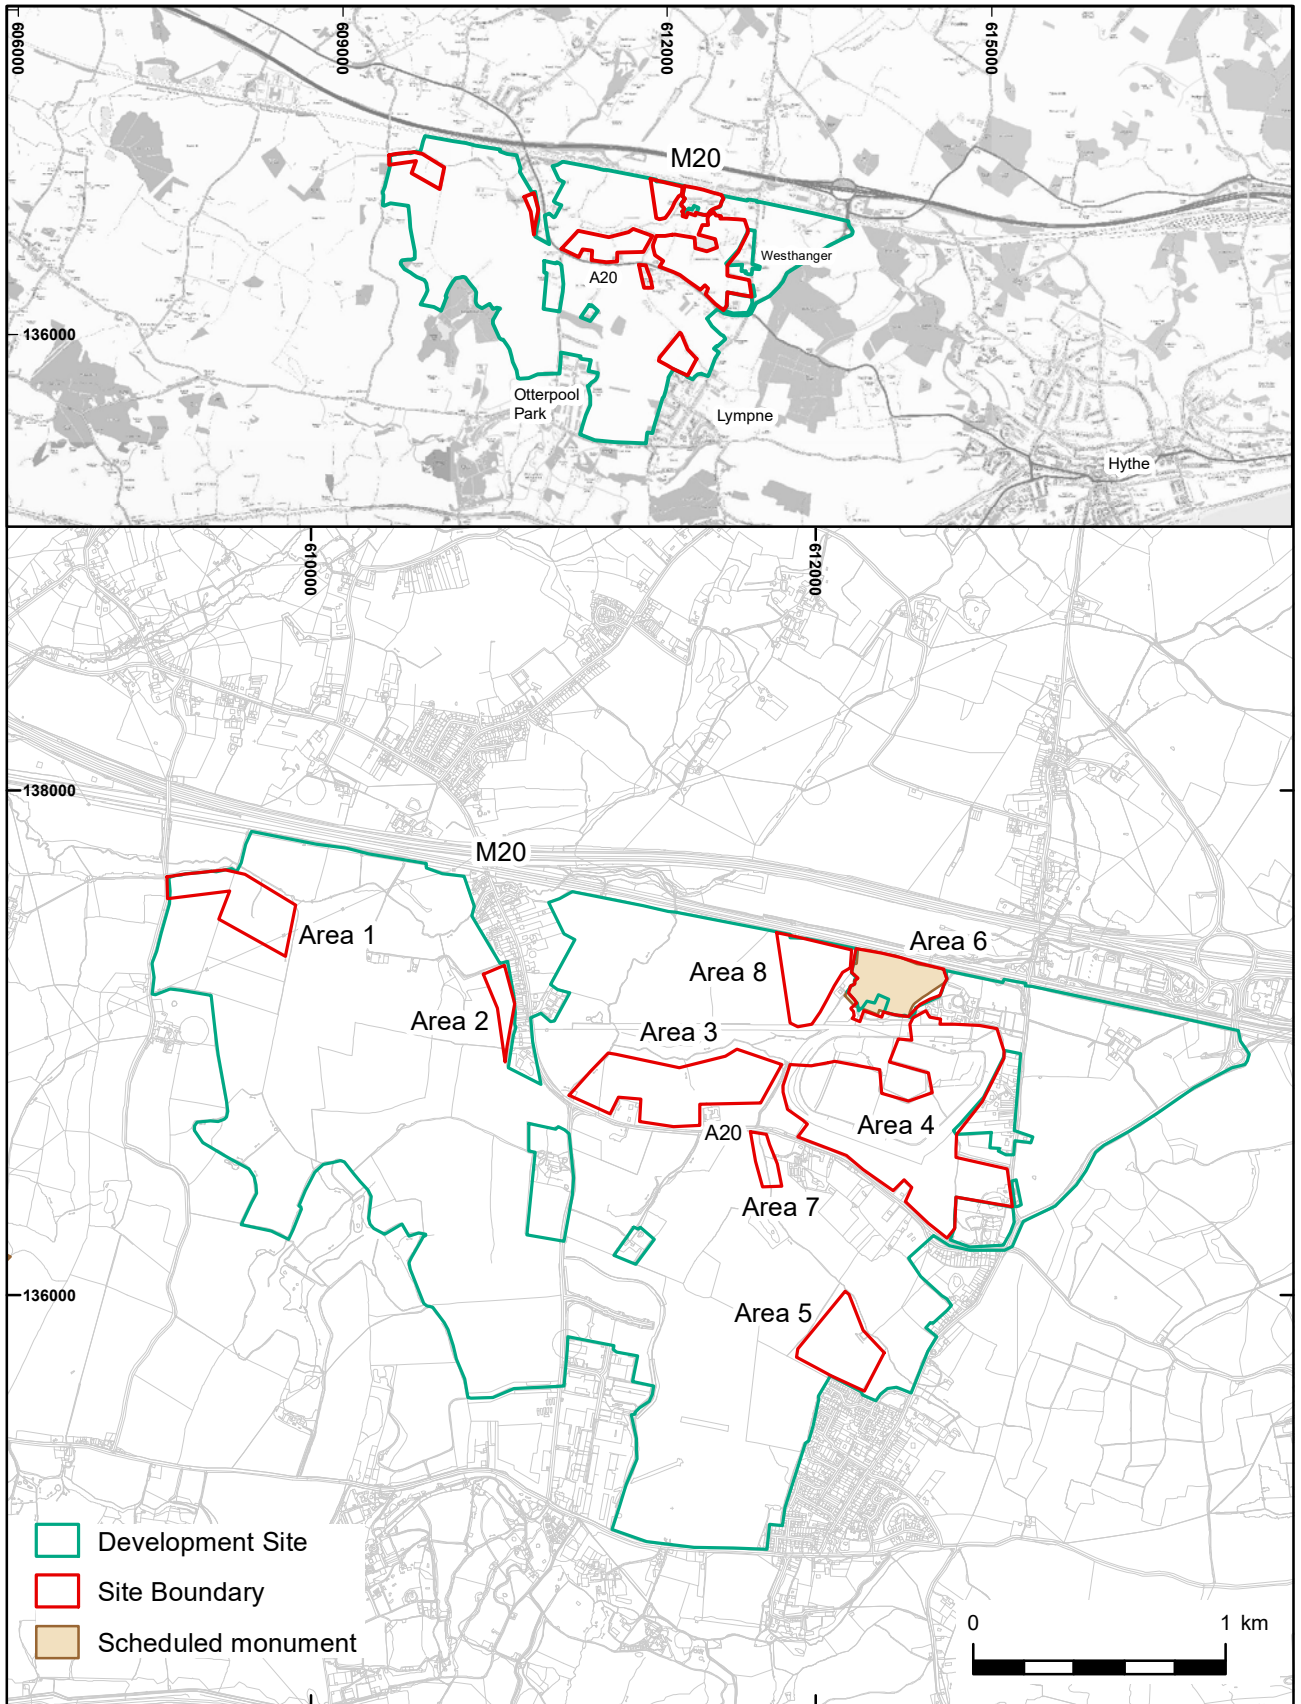 606000
609000
612000
615000
M20
Westhanger
A20
136000
Otterpool
Park
Lympne
Hythe
610000
612000
138000
M20
Area 1
Area 6
Area 8
Area 2
Area 3
Area 4
A20
Area 7
136000
Area 5
Development Site
Site Boundary
Scheduled monument
0
1 km